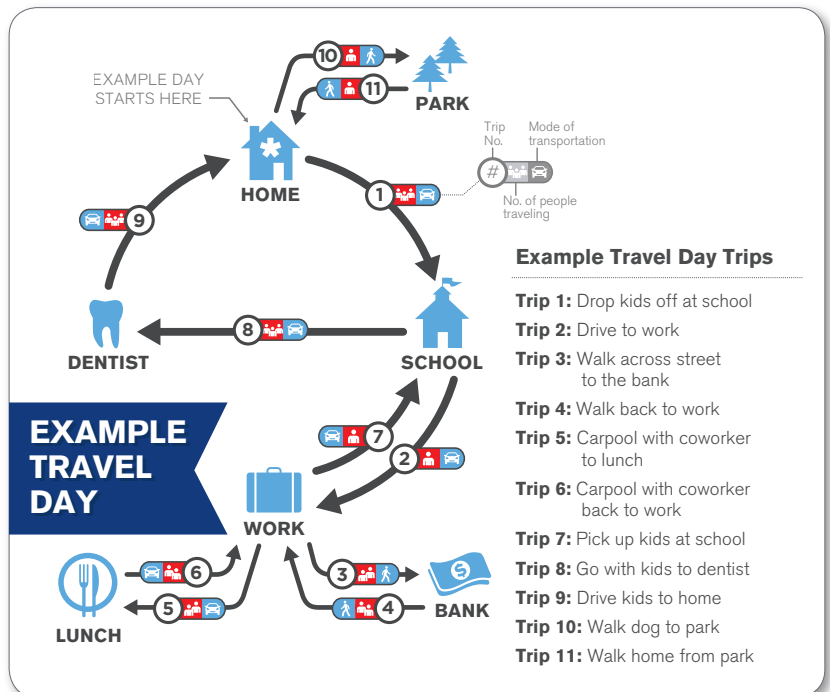 EXAMPLE DAY
STARTS HERE
10
11
PARK
HOME
1
Trip
No.
Mode of
transportation
#
No. of people
traveling
9
8
DENTIST
SCHOOL
EXAMPLE
TRAVEL
DAY
7
2
WORK
6
5
LUNCH
3
4
$
BANK
Example Travel Day Trips
Trip 1: Drop kids off at school
Trip 2: Drive to work
Trip 3: Walk across street
to the bank
Trip 4: Walk back to work
Trip 5: Carpool with coworker
to lunch
Trip 6: Carpool with coworker
back to work
Trip 7: Pick up kids at school
Trip 8: Go with kids to dentist
Trip 9: Drive kids to home
Trip 10: Walk dog to park
Trip 11: Walk home from park